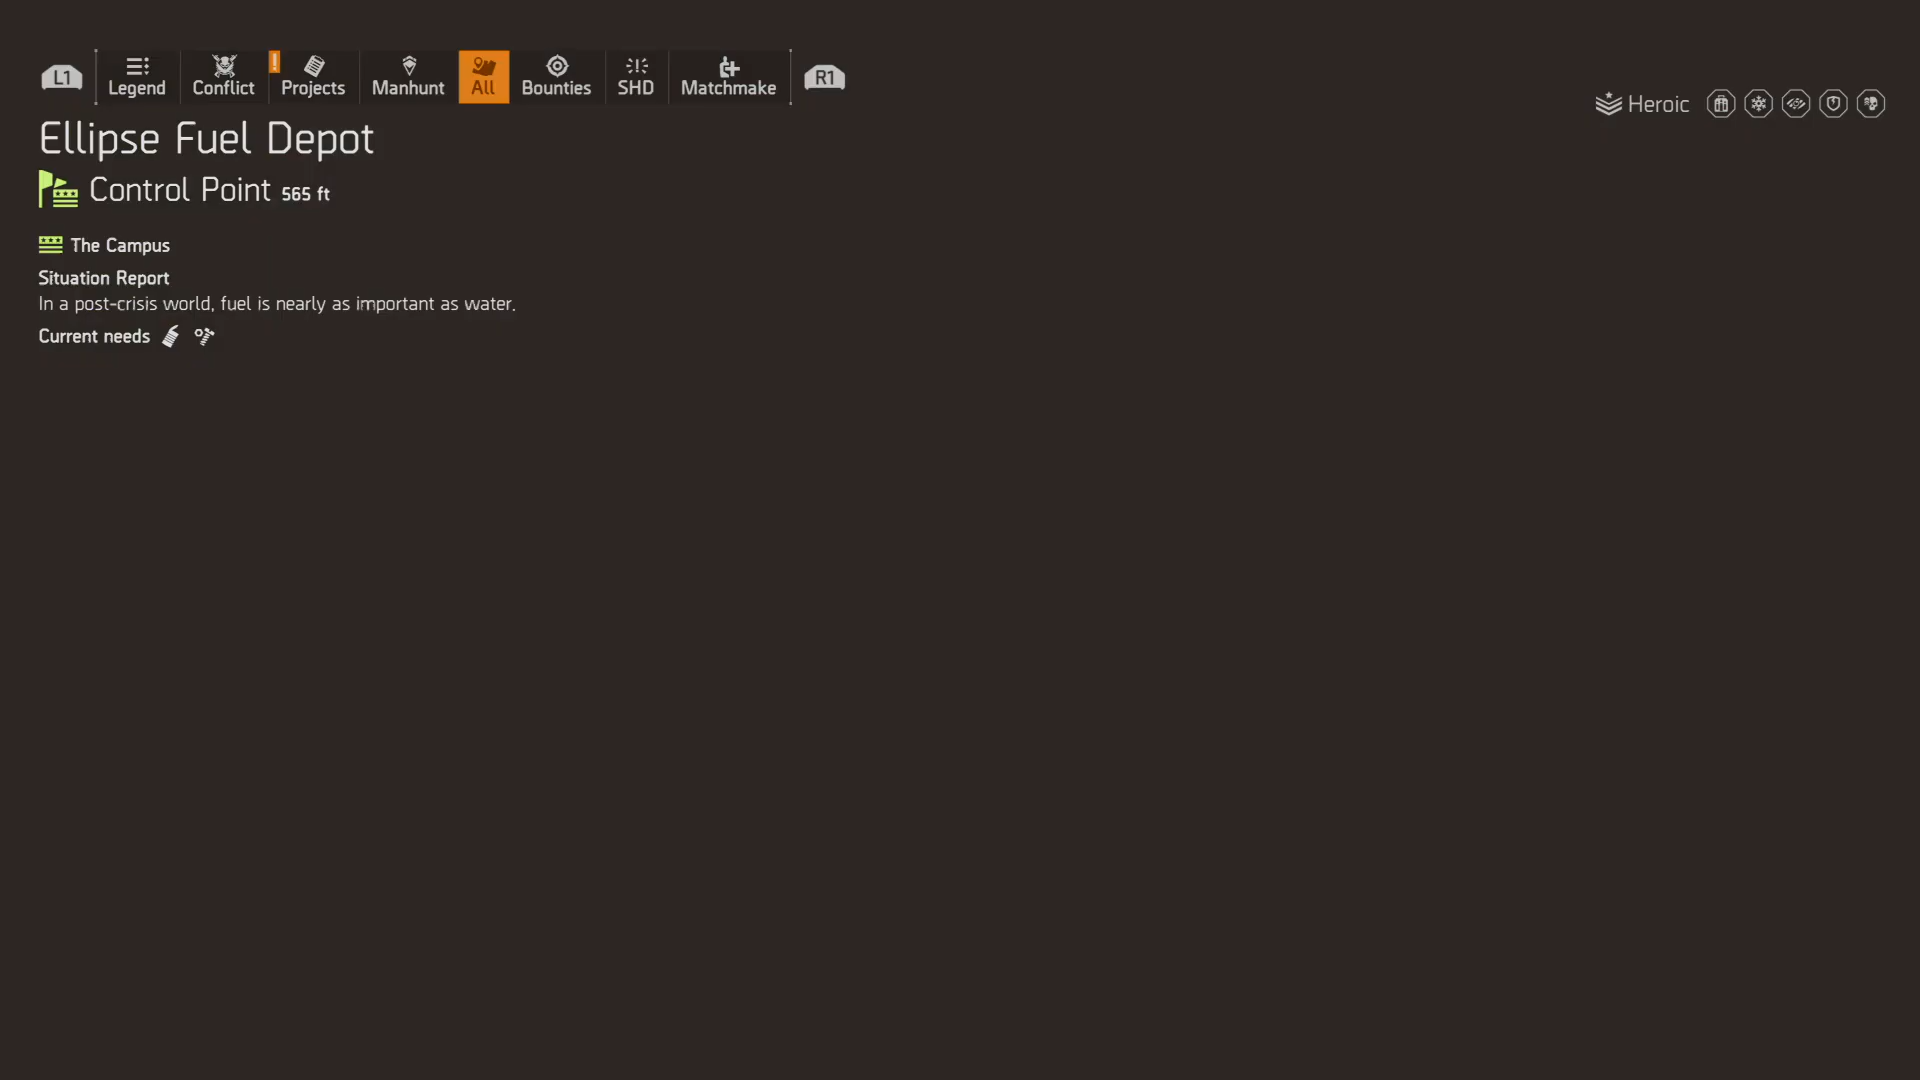 L1 Legend Conflict ! Projects Manhunt All Bounties SHD Matchmake R1
Heroic
Ellipse Fuel Depot
Control Point 565 ft
The Campus
Situation Report
In a post-crisis world, fuel is nearly as important as water.
Current needs